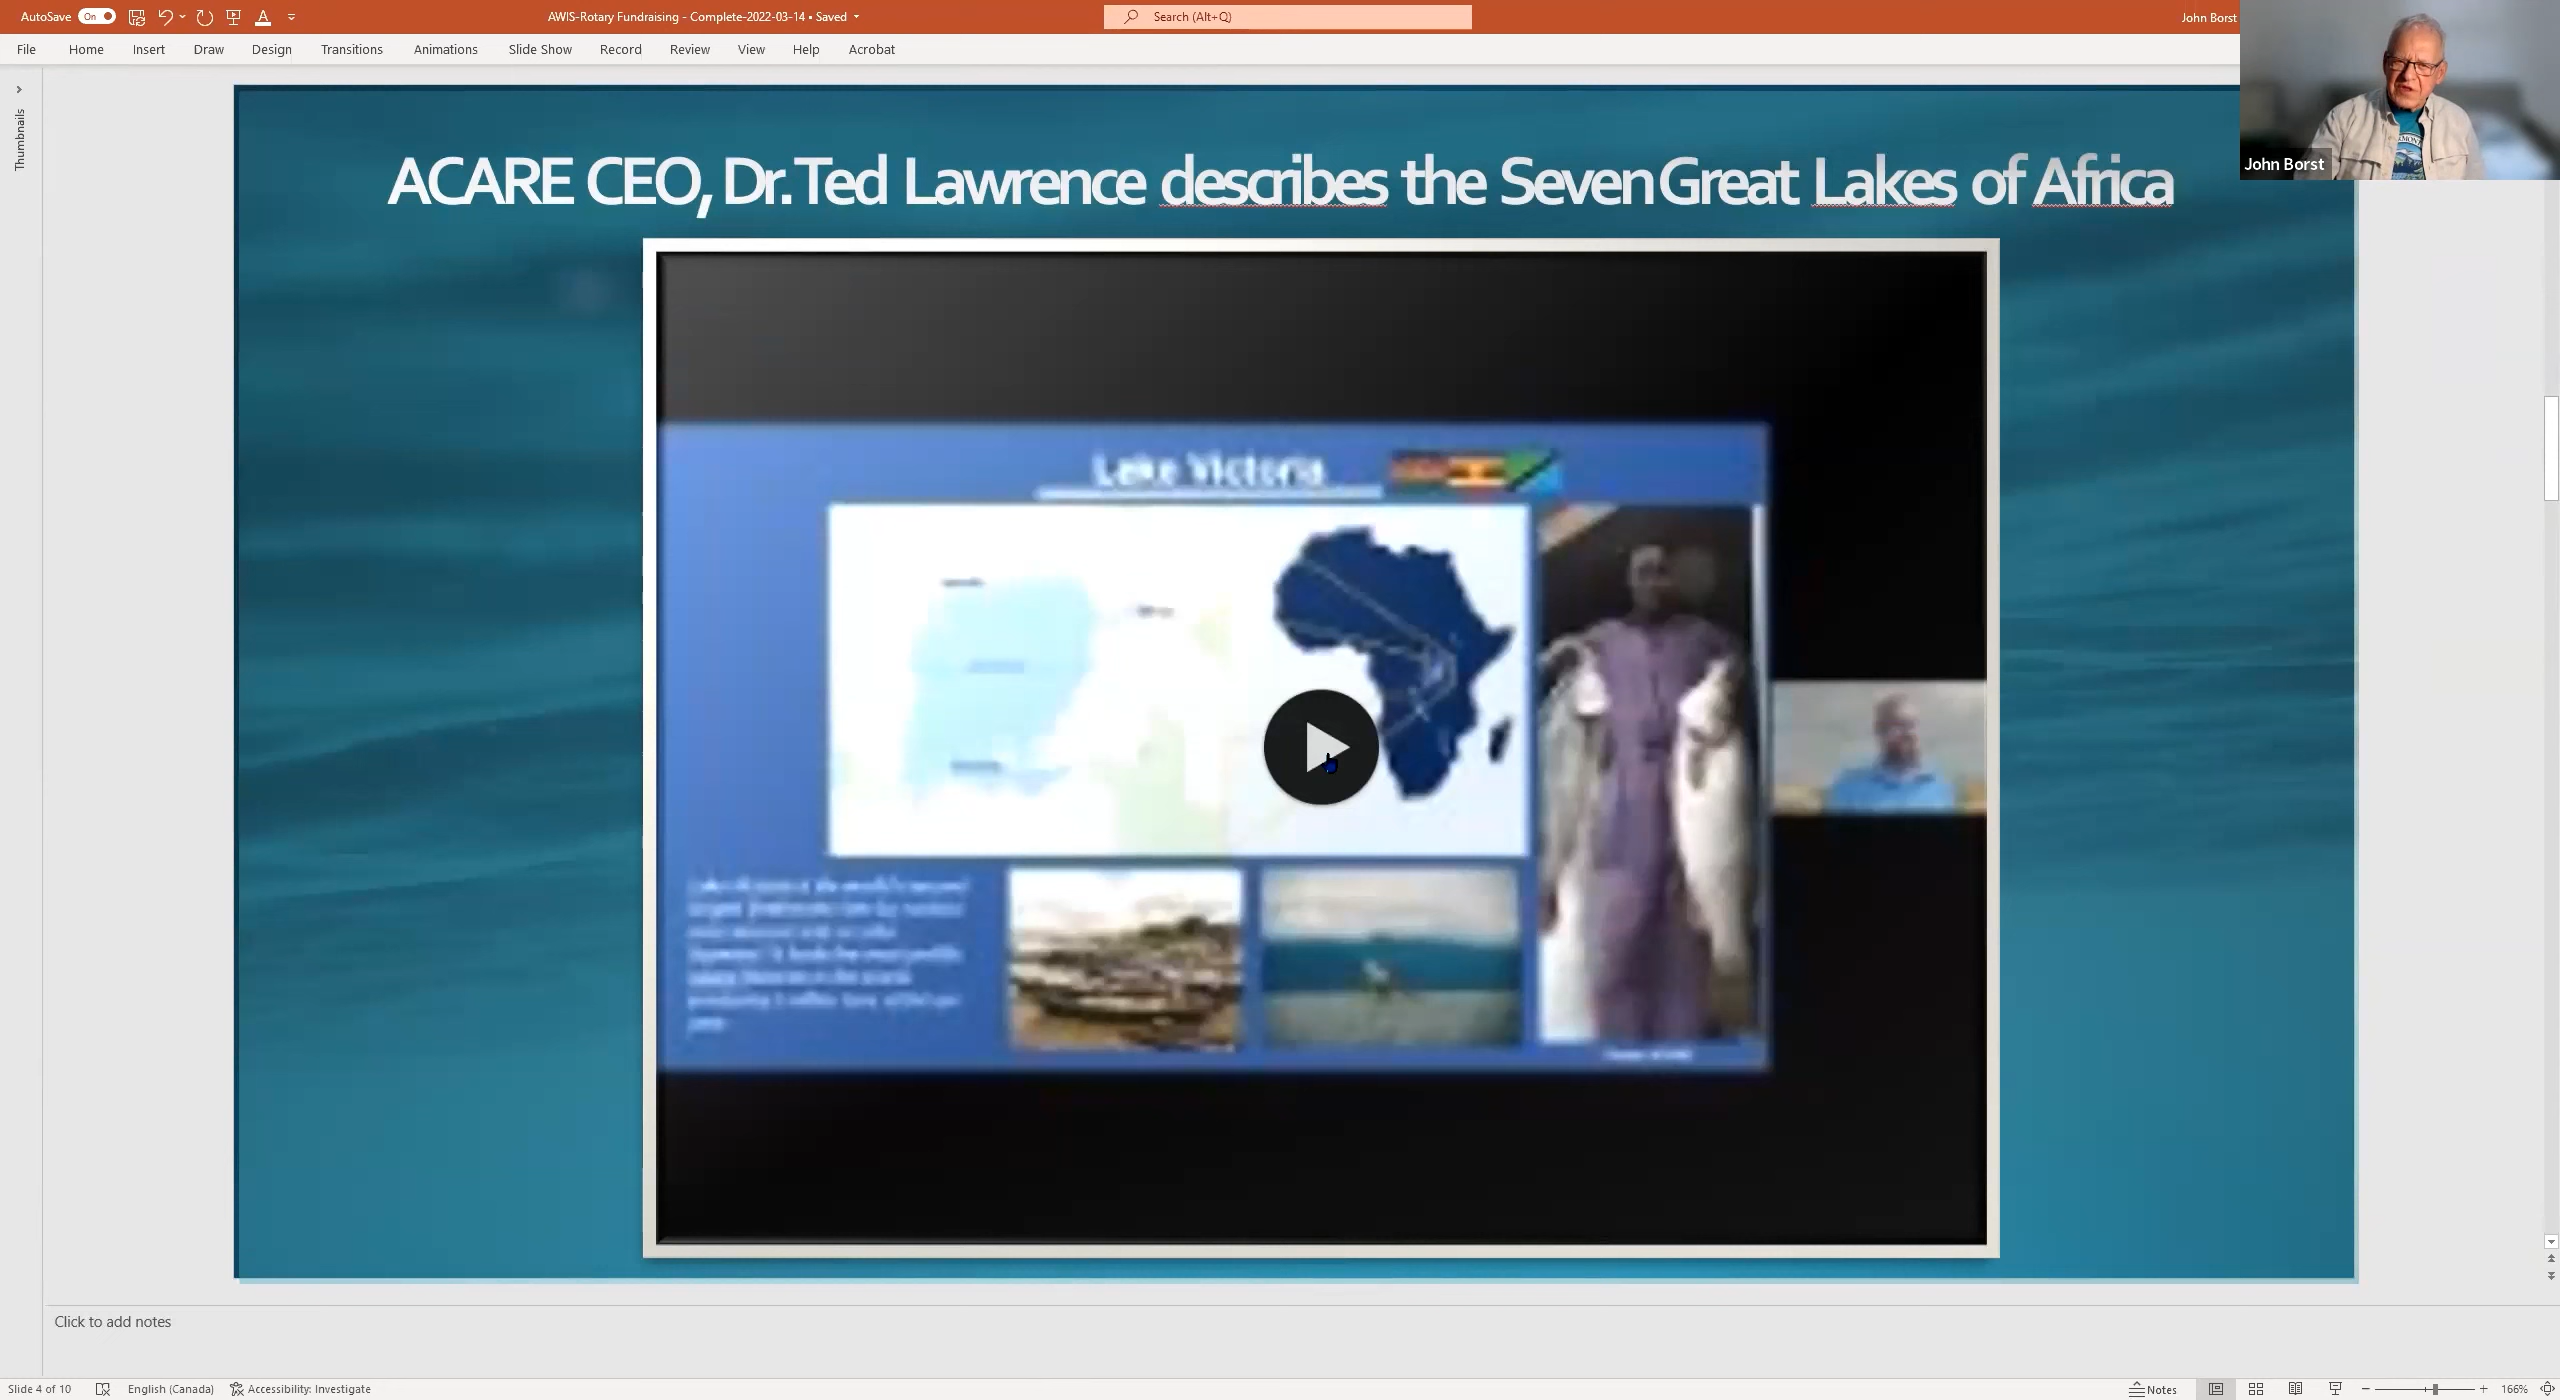 AutoSave On
AWIS-Rotary Fundraising - Complete-2022-03-14 • Saved
Search (Alt+Q)
John Borst
File Home Insert Draw Design Transitions Animations Slide Show Record Review View Help Acrobat
Thumbnails
John Borst
ACARE CEO, Dr. Ted Lawrence describes the Seven Great Lakes of Africa
Lake Victoria
Click to add notes
Slide 4 of 10 English (Canada) Accessibility: Investigate Notes 166%